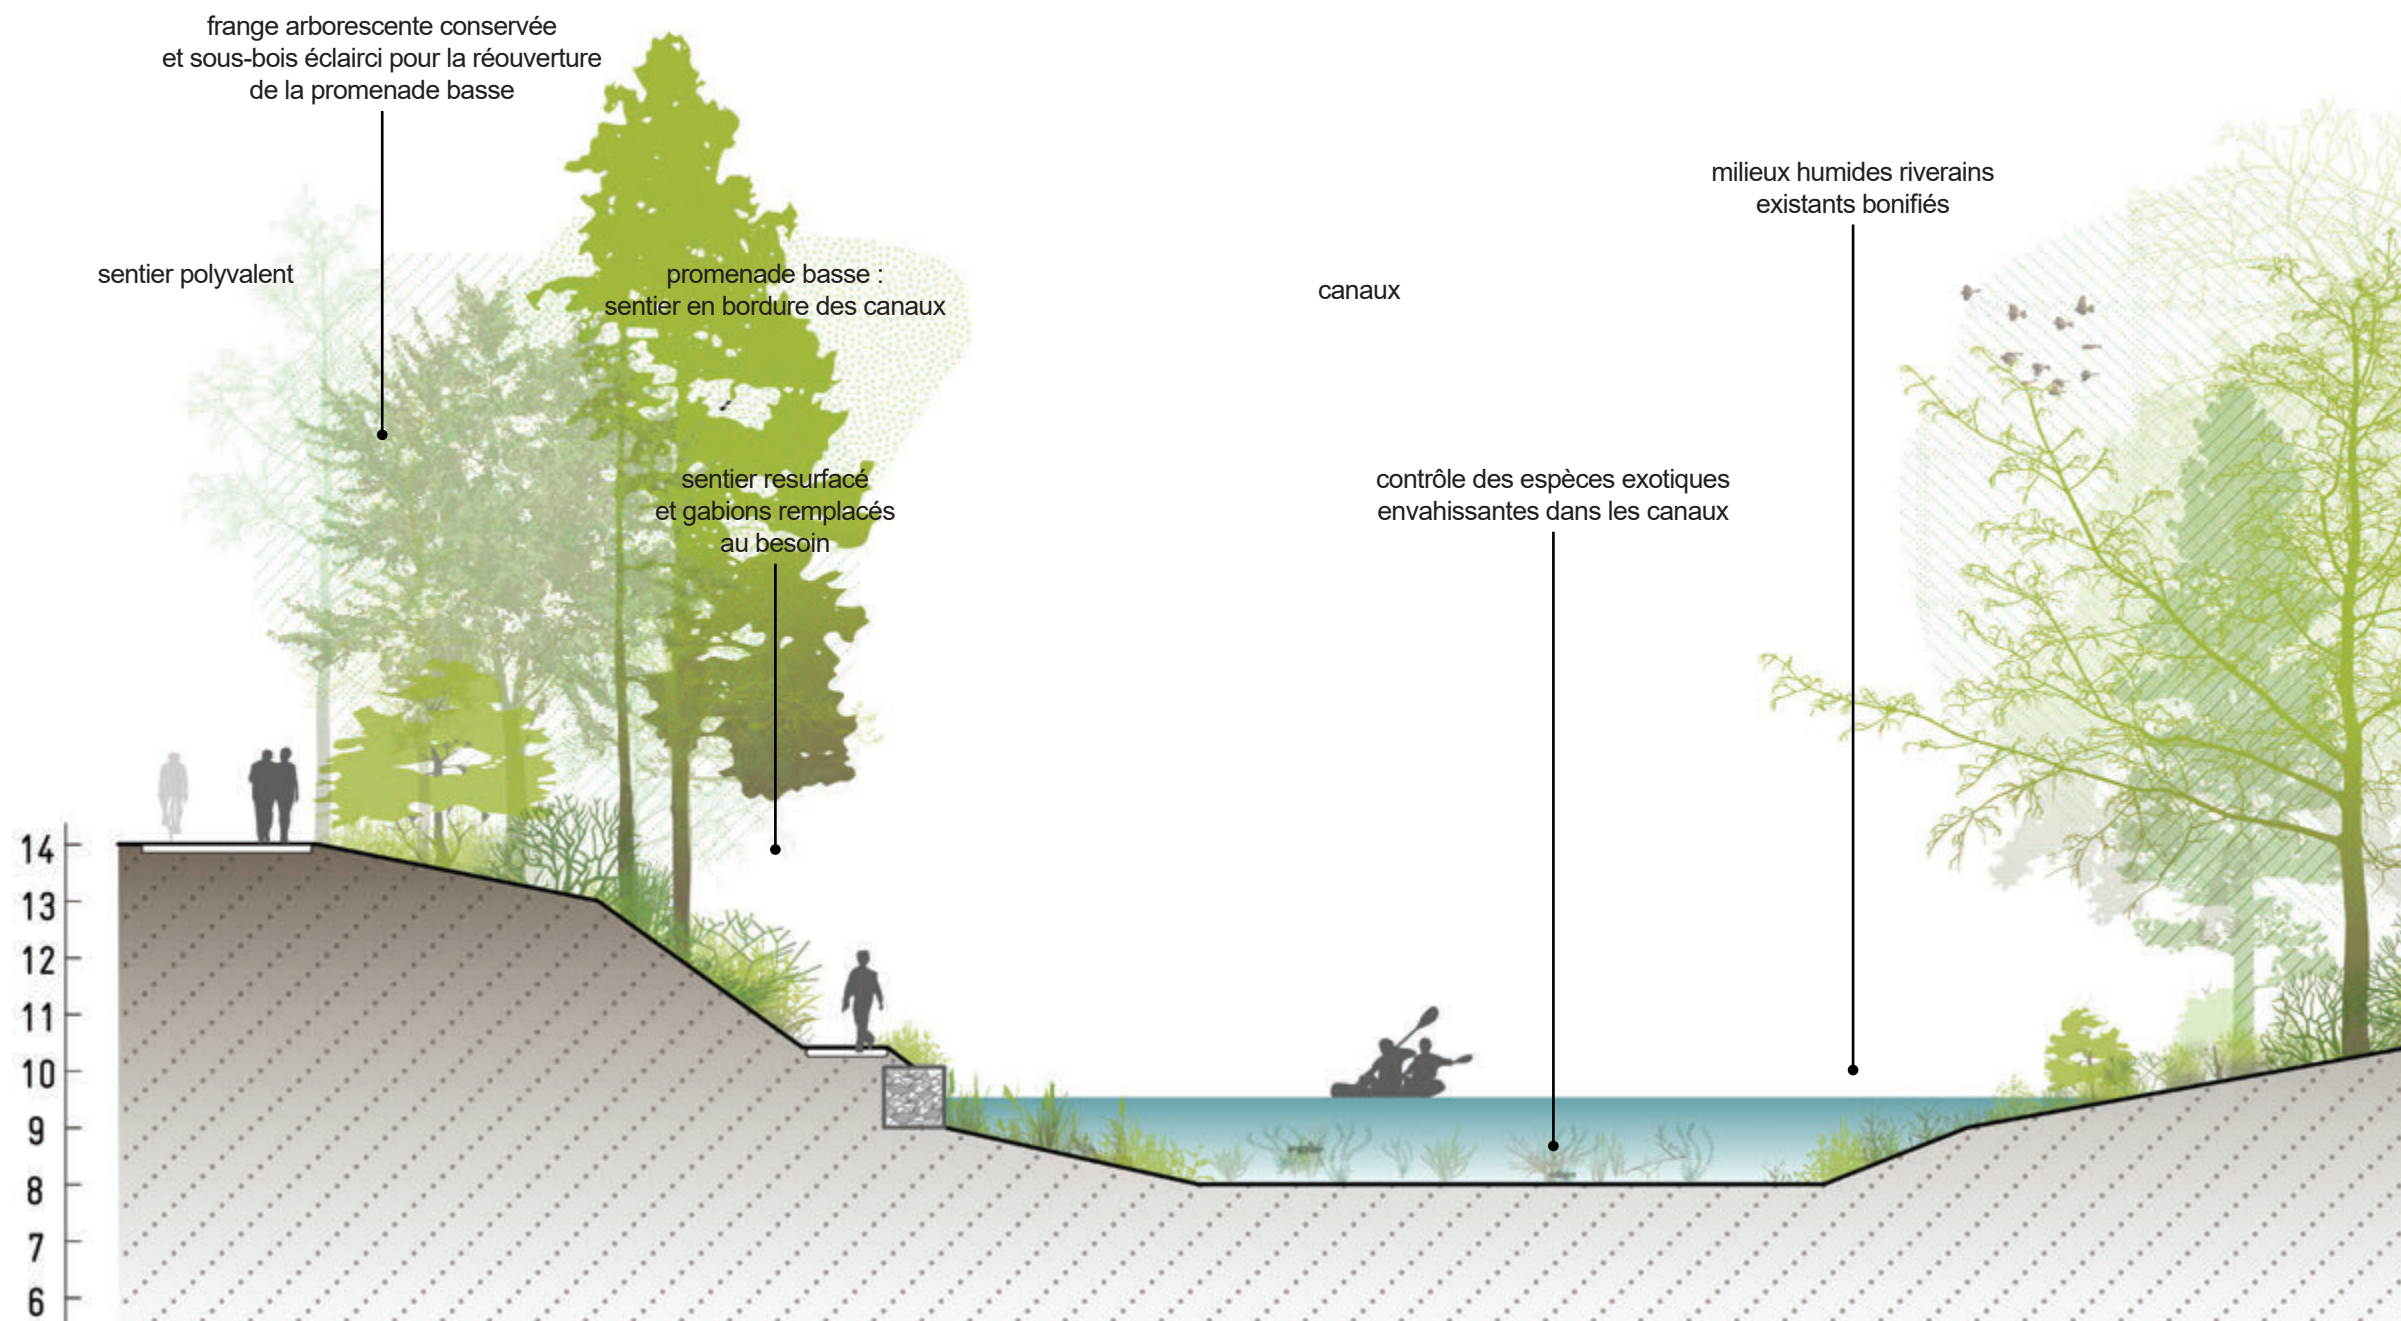 frange arborescente conservée
et sous-bois éclairci pour la réouverture
de la promenade basse
sentier polyvalent
promenade basse :
sentier en bordure des canaux
canaux
milieux humides riverains
existants bonifiés
sentier resurfacé
et gabions remplacés
au besoin
contrôle des espèces exotiques
envahissantes dans les canaux
14
13
12
11
10
9
8
7
6